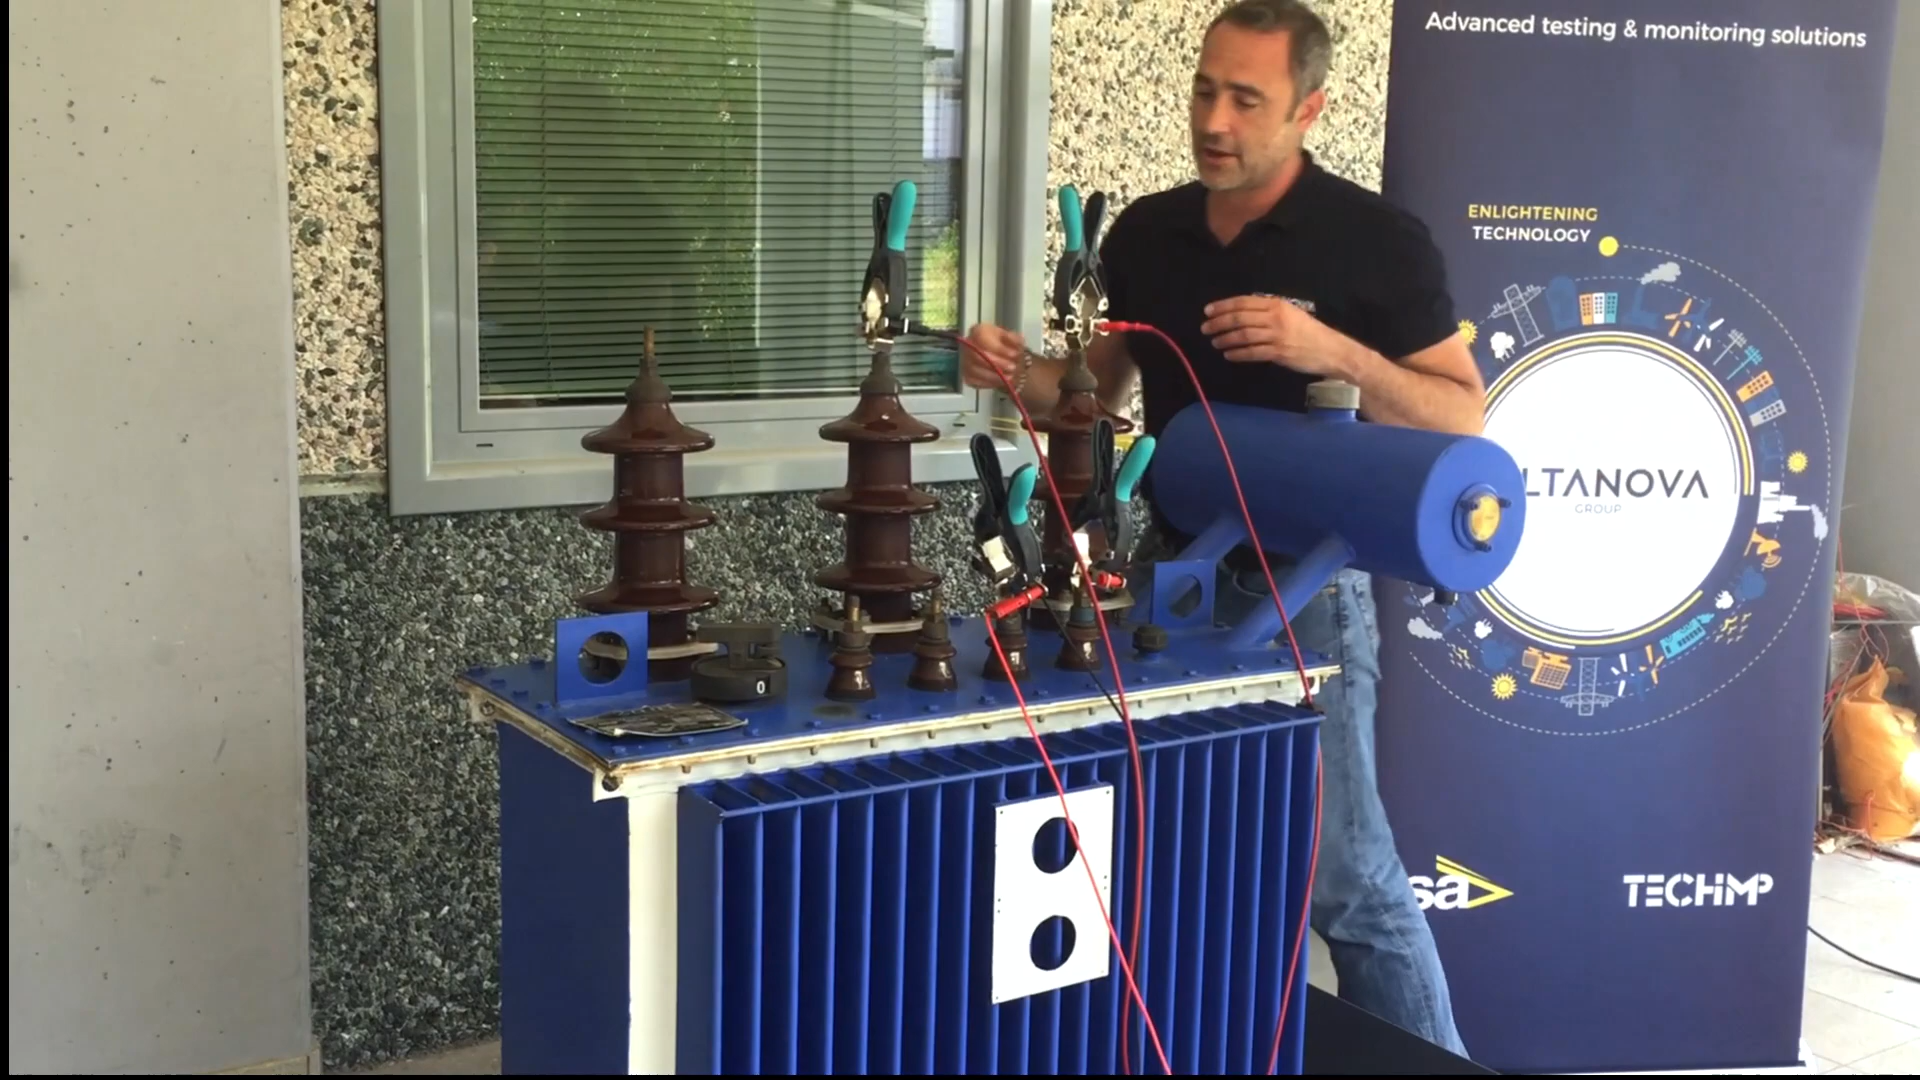 Advanced testing & monitoring solutions
ENLIGHTENING
TECHNOLOGY
LTANOVA
GROUP
sa
TECHIMP
0